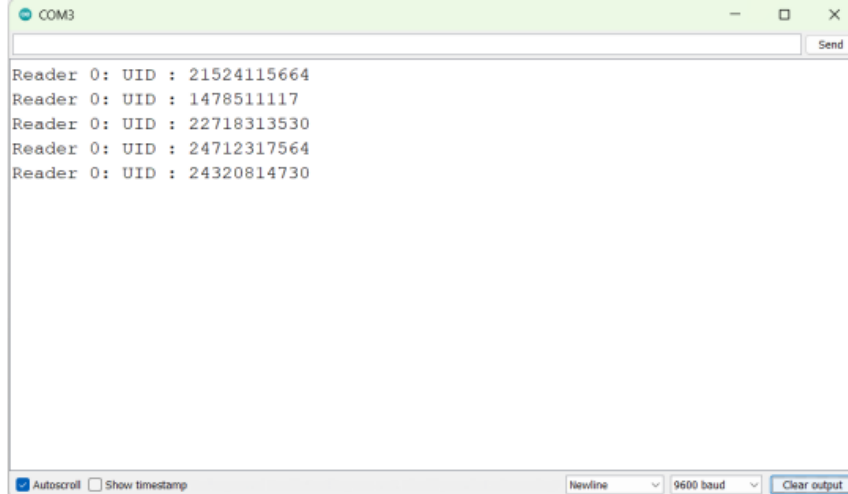 COM3
Send
Reader 0: UID : 21524115664
Reader 0: UID : 1478511117
Reader 0: UID : 22718313530
Reader 0: UID : 24712317564
Reader 0: UID : 24320814730
Autoscroll Show timestamp Newline 9600 baud Clear output